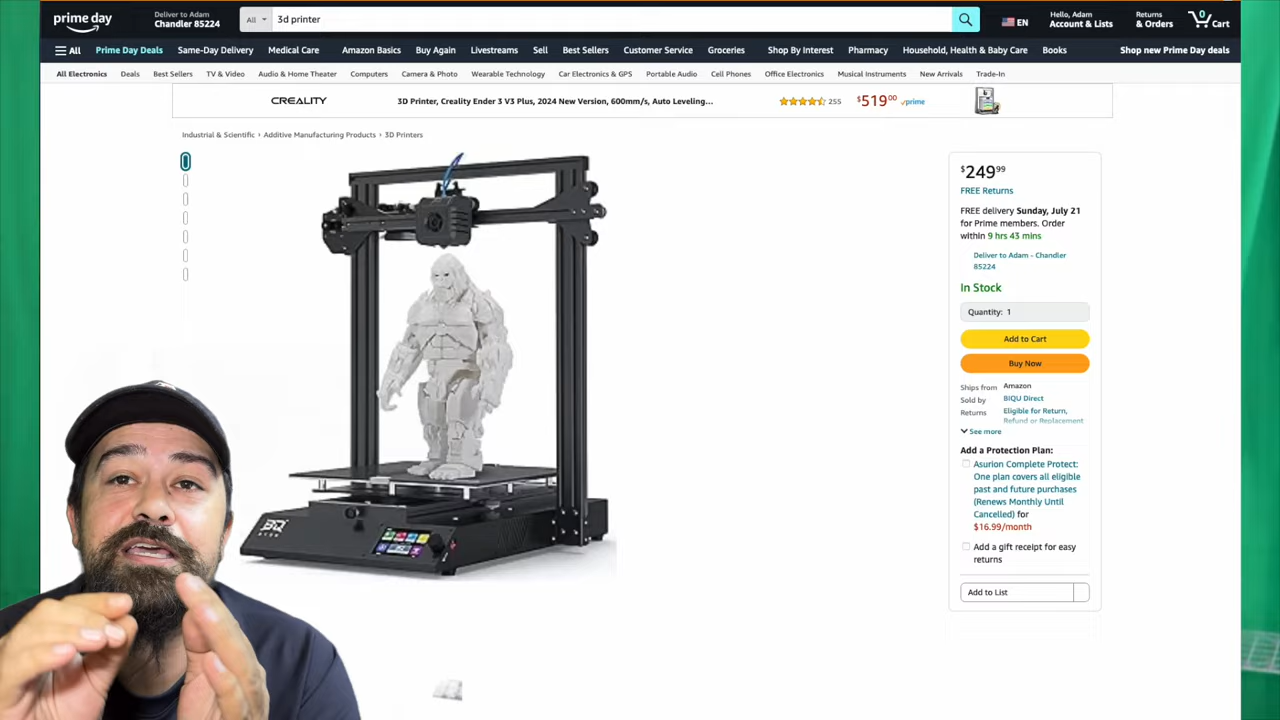 prime day
Deliver to Adam
Chandler 85224
All
3d printer
EN
Hello, Adam
Account & Lists
Returns
& Orders
0
Cart
All
Prime Day Deals
Same-Day Delivery
Medical Care
Amazon Basics
Buy Again
Livestreams
Sell
Best Sellers
Customer Service
Groceries
Shop By Interest
Pharmacy
Household, Health & Baby Care
Books
Shop new Prime Day deals
All Electronics
Deals
Best Sellers
TV & Video
Audio & Home Theater
Computers
Camera & Photo
Wearable Technology
Car Electronics & GPS
Portable Audio
Cell Phones
Office Electronics
Musical Instruments
New Arrivals
Trade-In
CREALITY
3D Printer, Creality Ender 3 V3 Plus, 2024 New Version, 600mm/s, Auto Leveling...
255
$519.00
prime
Industrial & Scientific › Additive Manufacturing Products › 3D Printers
$249.99
FREE Returns
FREE delivery Sunday, July 21
for Prime members. Order
within 9 hrs 43 mins
Deliver to Adam - Chandler
85224
In Stock
Quantity: 1
Add to Cart
Buy Now
Ships from Amazon
Sold by BIQU Direct
Returns Eligible for Return,
Refund or Replacement
See more
Add a Protection Plan:
Asurion Complete Protect:
One plan covers all eligible
past and future purchases
(Renews Monthly Until
Cancelled) for
$16.99/month
Add a gift receipt for easy
returns
Add to List